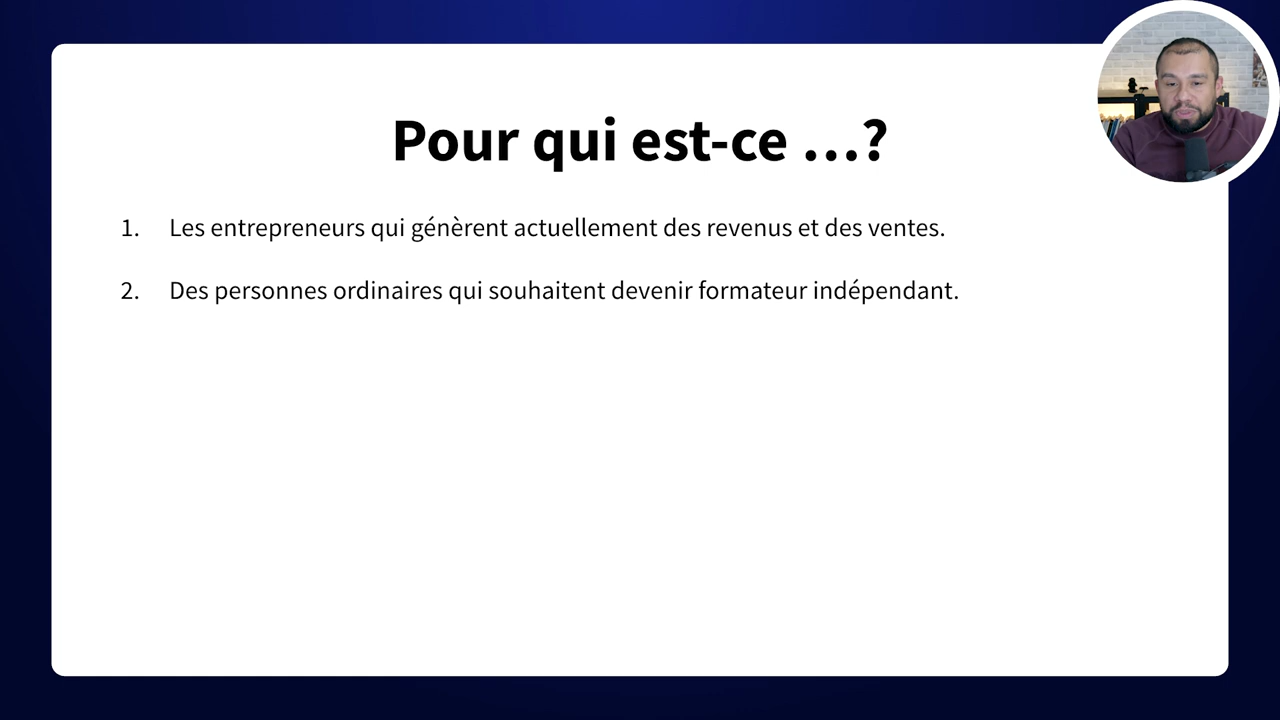 Pour qui est-ce …?
1. Les entrepreneurs qui génèrent actuellement des revenus et des ventes.
2. Des personnes ordinaires qui souhaitent devenir formateur indépendant.